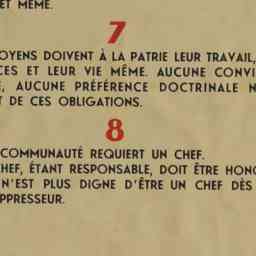 ET MÊME.
7
OYENS DOIVENT À LA PATRIE LEUR TRAVAIL,
CES ET LEUR VIE MÊME. AUCUNE CONVI
E, AUCUNE PRÉFÉRENCE DOCTRINALE N
T DE CES OBLIGATIONS.
8
COMMUNAUTÉ REQUIERT UN CHEF.
HEF, ÉTANT RESPONSABLE, DOIT ÊTRE HONO
N'EST PLUS DIGNE D'ÊTRE UN CHEF DÈS
PPRESSEUR.